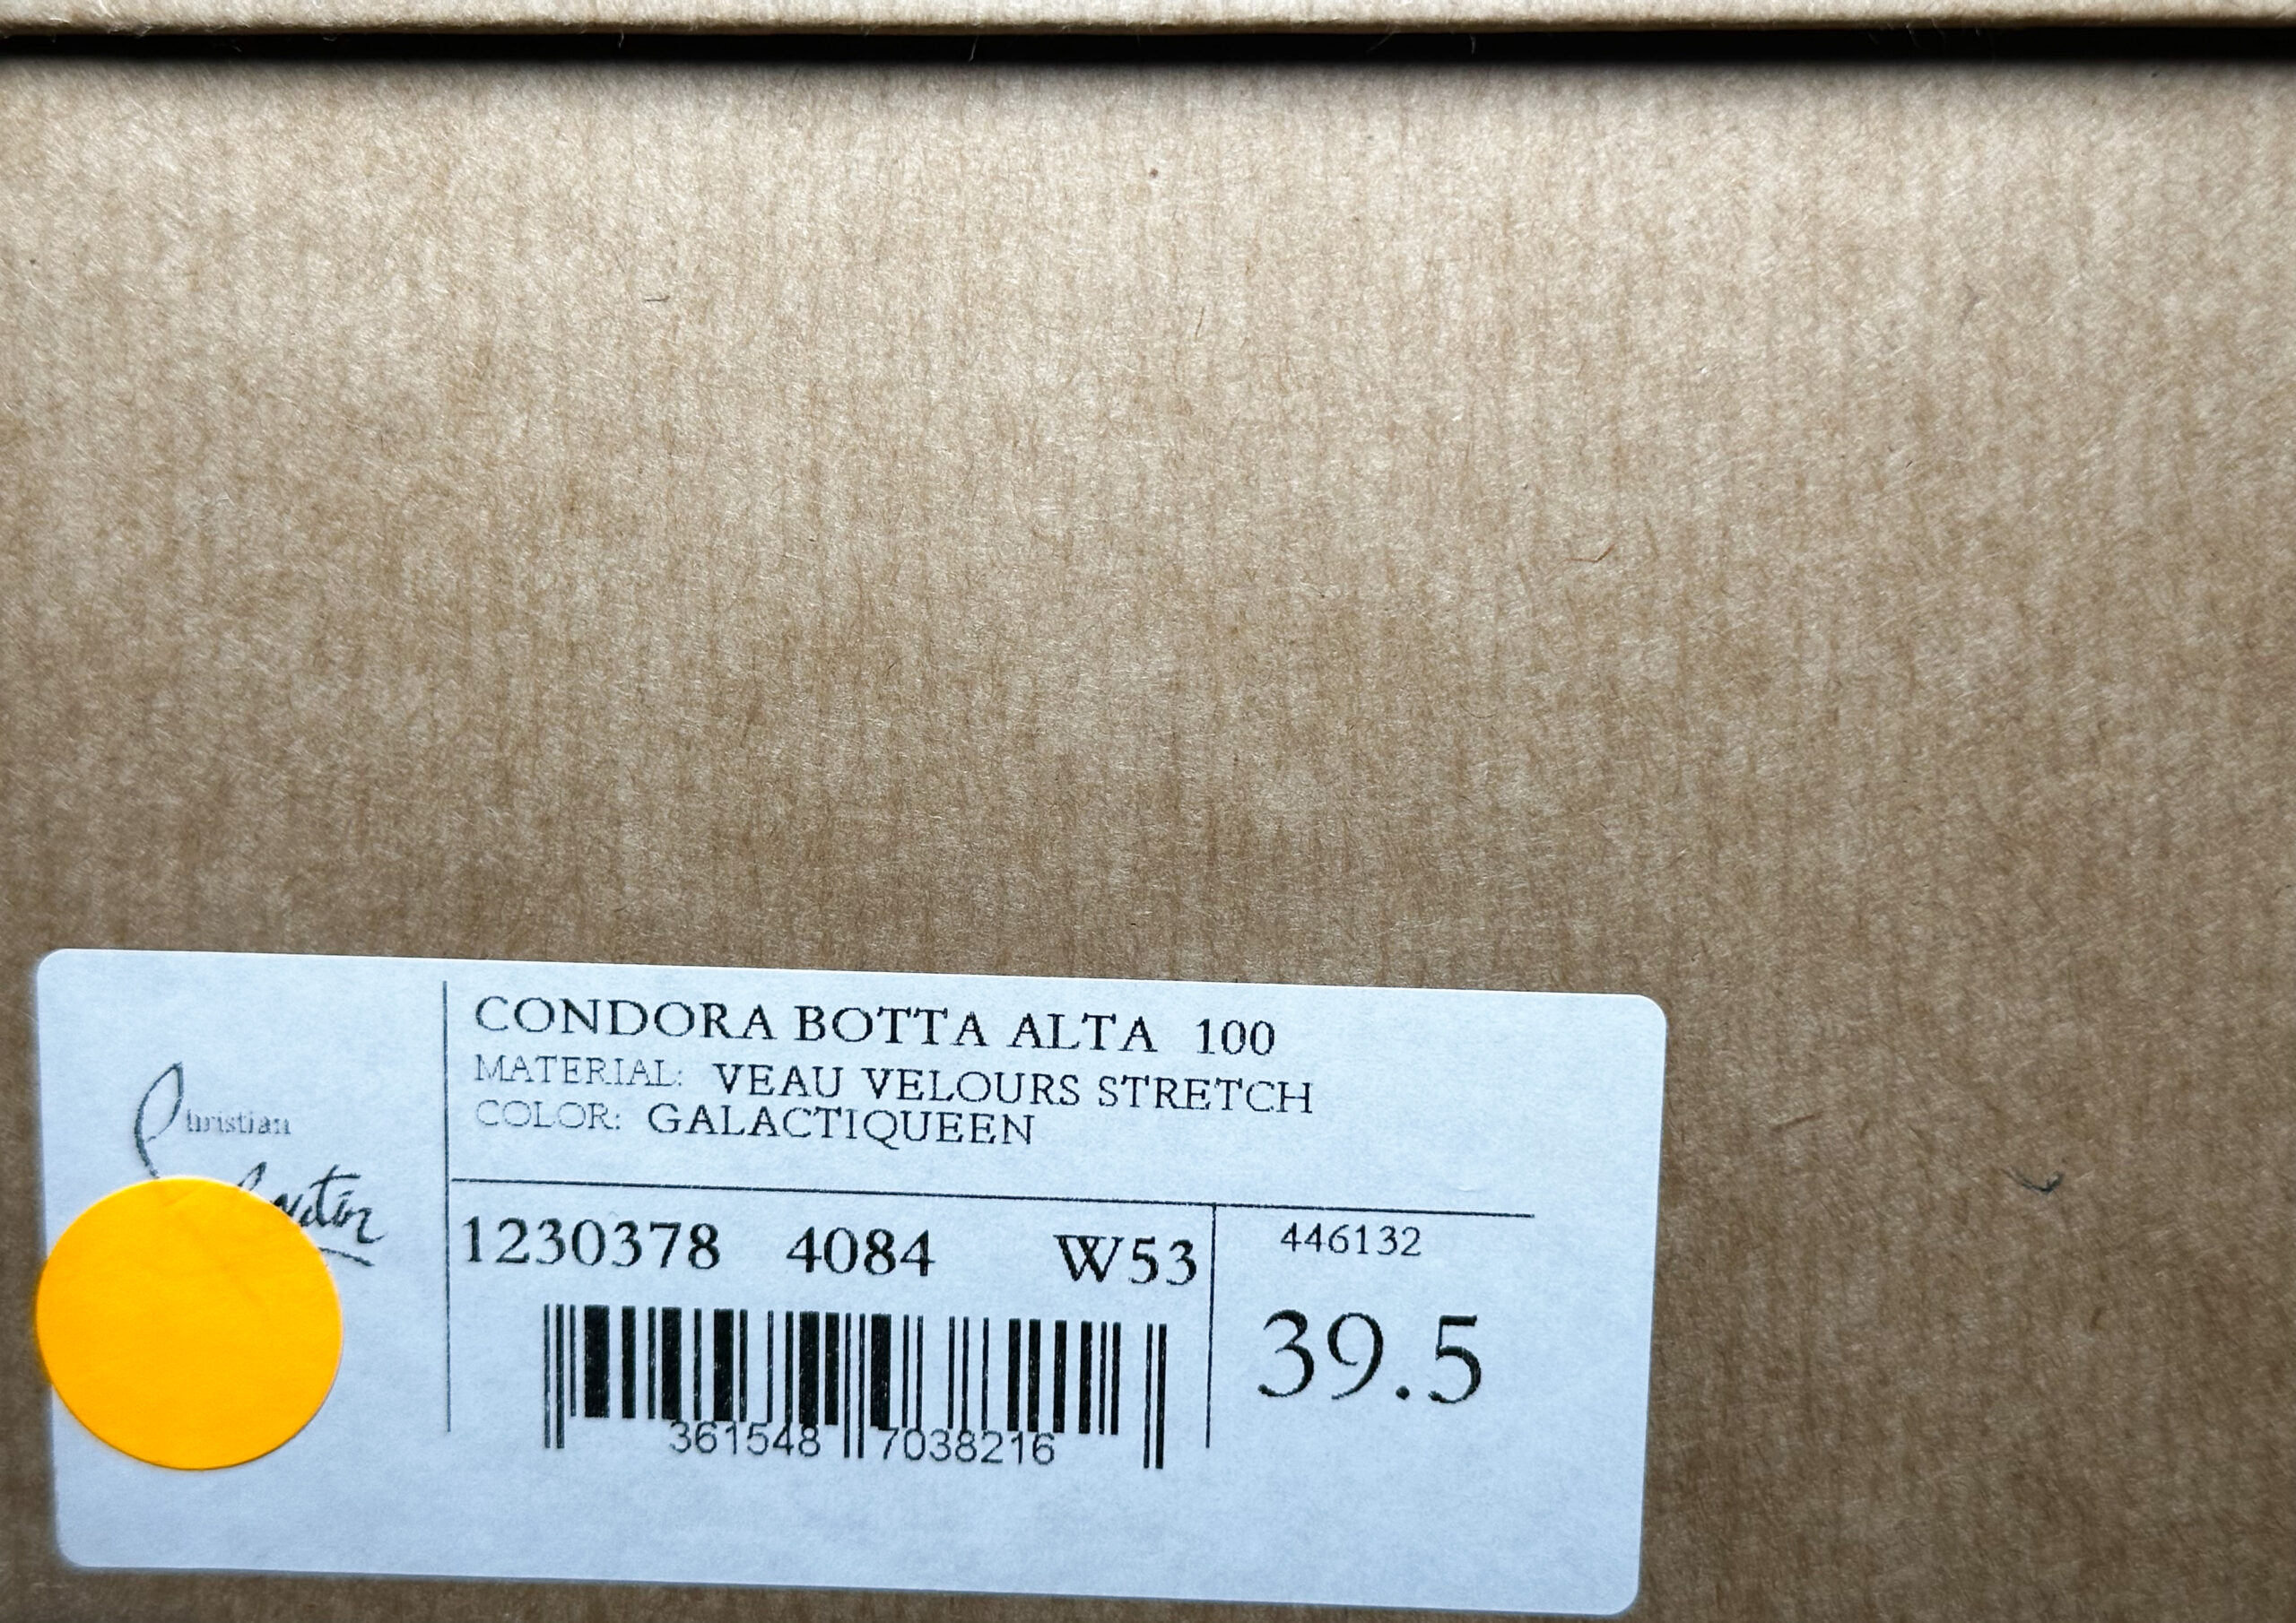 Christian
CONDORA BOTTA ALTA 100
MATERIAL: VEAU VELOURS STRETCH
COLOR: GALACTIQUEEN
1230378 4084 W53
446132
39.5
361548 7038216